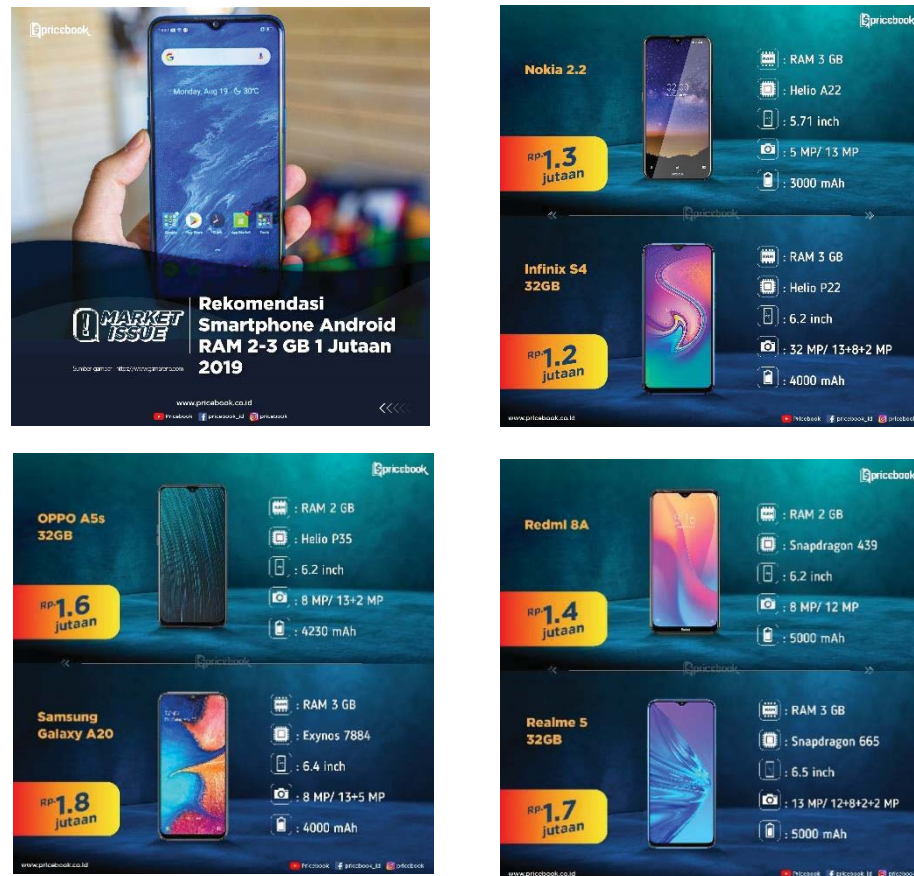 pricebook
Monday, Aug 19 30°C
MARKET
ISSUE
Rekomendasi
Smartphone Android
RAM 2-3 GB 1 Jutaan
2019
www.pricebook.co.id
Pricebook pricebook_id pricebook
pricebook
Nokia 2.2
Rp. 1.3
jutaan
: RAM 3 GB
: Helio A22
: 5.71 inch
: 5 MP/ 13 MP
: 3000 mAh
pricebook
Infinix S4
32GB
Rp. 1.2
jutaan
: RAM 3 GB
: Helio P22
: 6.2 inch
: 32 MP/ 13+8+2 MP
: 4000 mAh
www.pricebook.co.id
Pricebook pricebook_id pricebook
pricebook
OPPO A5s
32GB
Rp. 1.6
jutaan
: RAM 2 GB
: Helio P35
: 6.2 inch
: 8 MP/ 13+2 MP
: 4230 mAh
pricebook
Samsung
Galaxy A20
Rp. 1.8
jutaan
: RAM 3 GB
: Exynos 7884
: 6.4 inch
: 8 MP/ 13+5 MP
: 4000 mAh
www.pricebook.co.id
Pricebook pricebook_id pricebook
pricebook
Redmi 8A
Rp. 1.4
jutaan
: RAM 2 GB
: Snapdragon 439
: 6.2 inch
: 8 MP/ 12 MP
: 5000 mAh
pricebook
Realme 5
32GB
Rp. 1.7
jutaan
: RAM 3 GB
: Snapdragon 665
: 6.5 inch
: 13 MP/ 12+8+2+2 MP
: 5000 mAh
www.pricebook.co.id
Pricebook pricebook_id pricebook